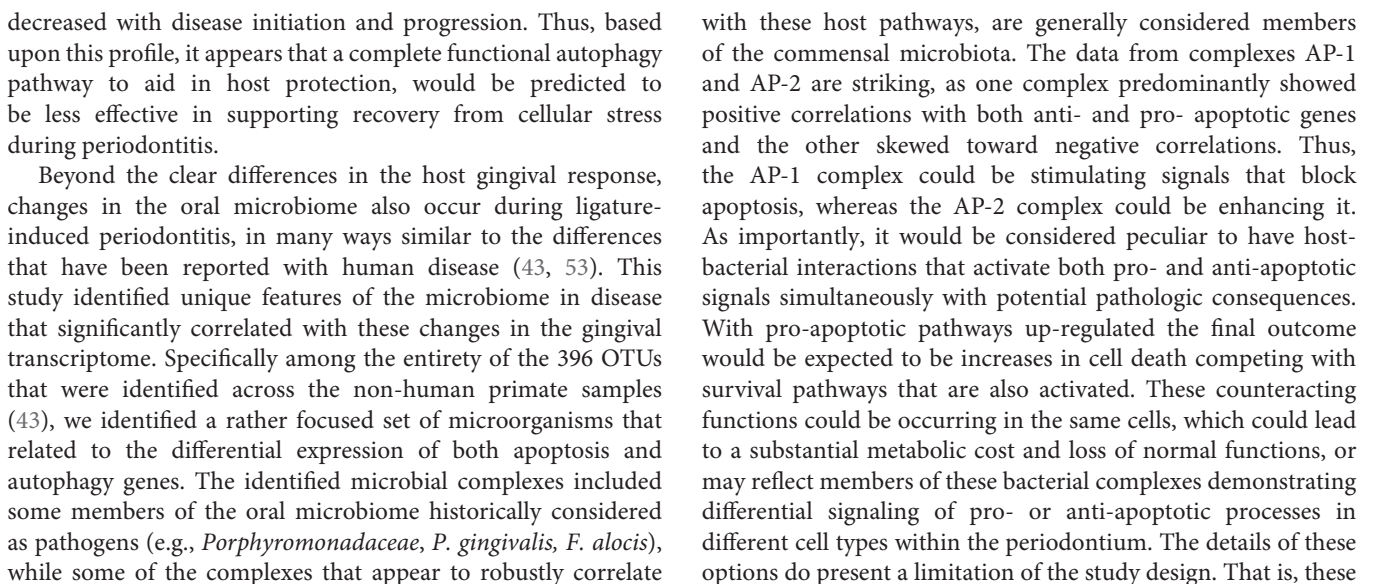 decreased with disease initiation and progression. Thus, based
upon this profile, it appears that a complete functional autophagy
pathway to aid in host protection, would be predicted to
be less effective in supporting recovery from cellular stress
during periodontitis.
Beyond the clear differences in the host gingival response,
changes in the oral microbiome also occur during ligature-
induced periodontitis, in many ways similar to the differences
that have been reported with human disease (43, 53). This
study identified unique features of the microbiome in disease
that significantly correlated with these changes in the gingival
transcriptome. Specifically among the entirety of the 396 OTUs
that were identified across the non-human primate samples
(43), we identified a rather focused set of microorganisms that
related to the differential expression of both apoptosis and
autophagy genes. The identified microbial complexes included
some members of the oral microbiome historically considered
as pathogens (e.g., Porphyromonadaceae, P. gingivalis, F. alocis),
while some of the complexes that appear to robustly correlate
with these host pathways, are generally considered members
of the commensal microbiota. The data from complexes AP-1
and AP-2 are striking, as one complex predominantly showed
positive correlations with both anti- and pro- apoptotic genes
and the other skewed toward negative correlations. Thus,
the AP-1 complex could be stimulating signals that block
apoptosis, whereas the AP-2 complex could be enhancing it.
As importantly, it would be considered peculiar to have host-
bacterial interactions that activate both pro- and anti-apoptotic
signals simultaneously with potential pathologic consequences.
With pro-apoptotic pathways up-regulated the final outcome
would be expected to be increases in cell death competing with
survival pathways that are also activated. These counteracting
functions could be occurring in the same cells, which could lead
to a substantial metabolic cost and loss of normal functions, or
may reflect members of these bacterial complexes demonstrating
differential signaling of pro- or anti-apoptotic processes in
different cell types within the periodontium. The details of these
options do present a limitation of the study design. That is, these